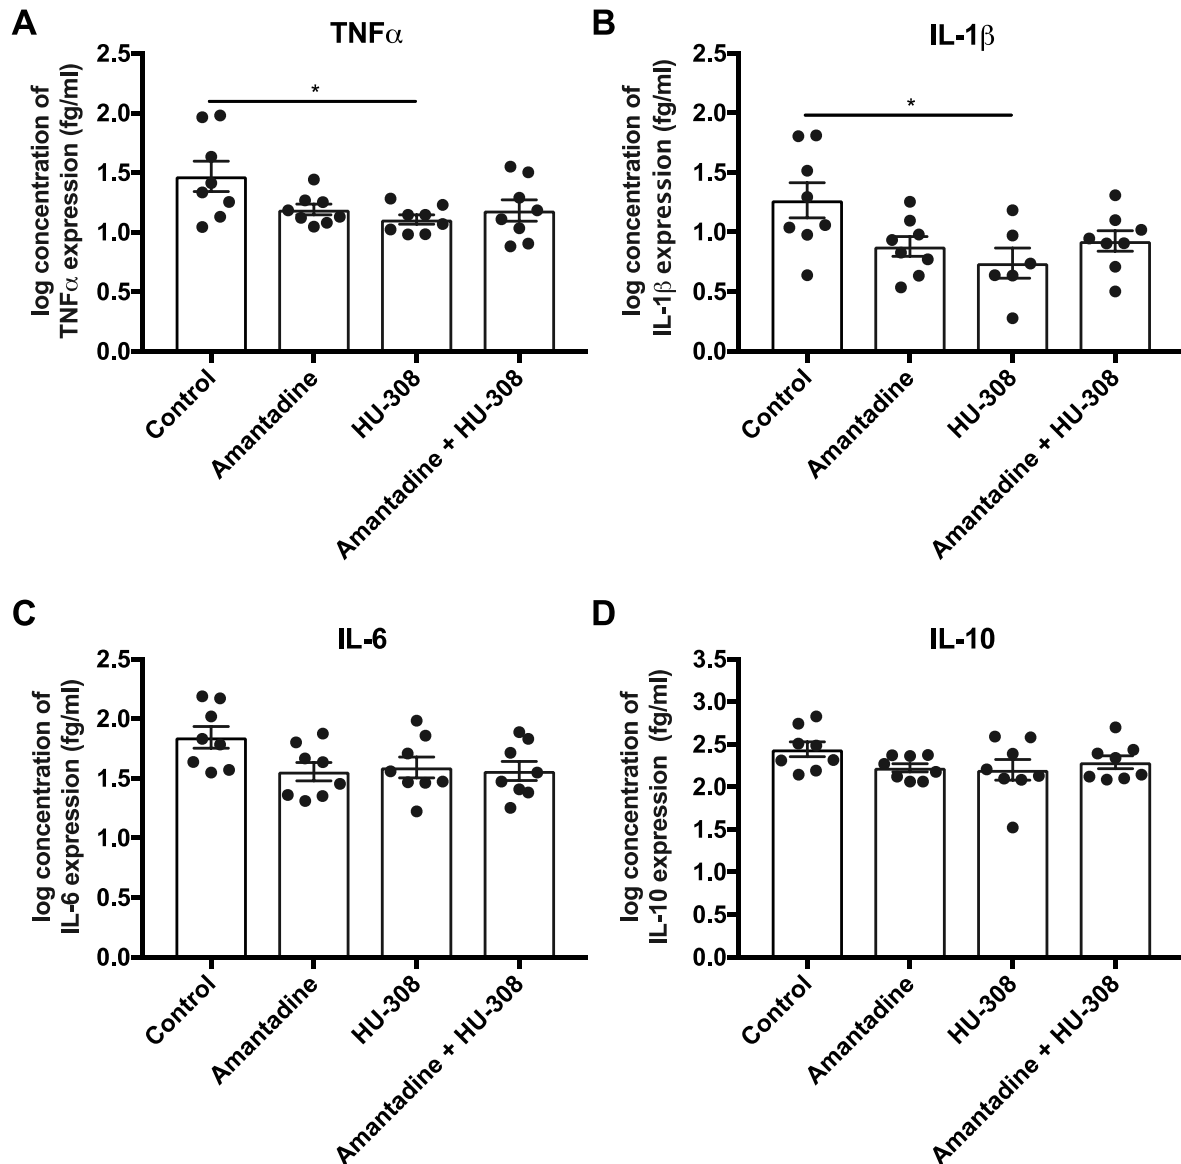 A
TNFα
log concentration of
TNFα expression (fg/ml)
2.5
2.0
1.5
1.0
0.5
0.0
*
Control
Amantadine
HU-308
Amantadine + HU-308
B
IL-1β
log concentration of
IL-1β expression (fg/ml)
2.5
2.0
1.5
1.0
0.5
0.0
*
Control
Amantadine
HU-308
Amantadine + HU-308
C
IL-6
log concentration of
IL-6 expression (fg/ml)
2.5
2.0
1.5
1.0
0.5
0.0
Control
Amantadine
HU-308
Amantadine + HU-308
D
IL-10
log concentration of
IL-10 expression (fg/ml)
3.5
3.0
2.5
2.0
1.5
1.0
0.5
0.0
Control
Amantadine
HU-308
Amantadine + HU-308